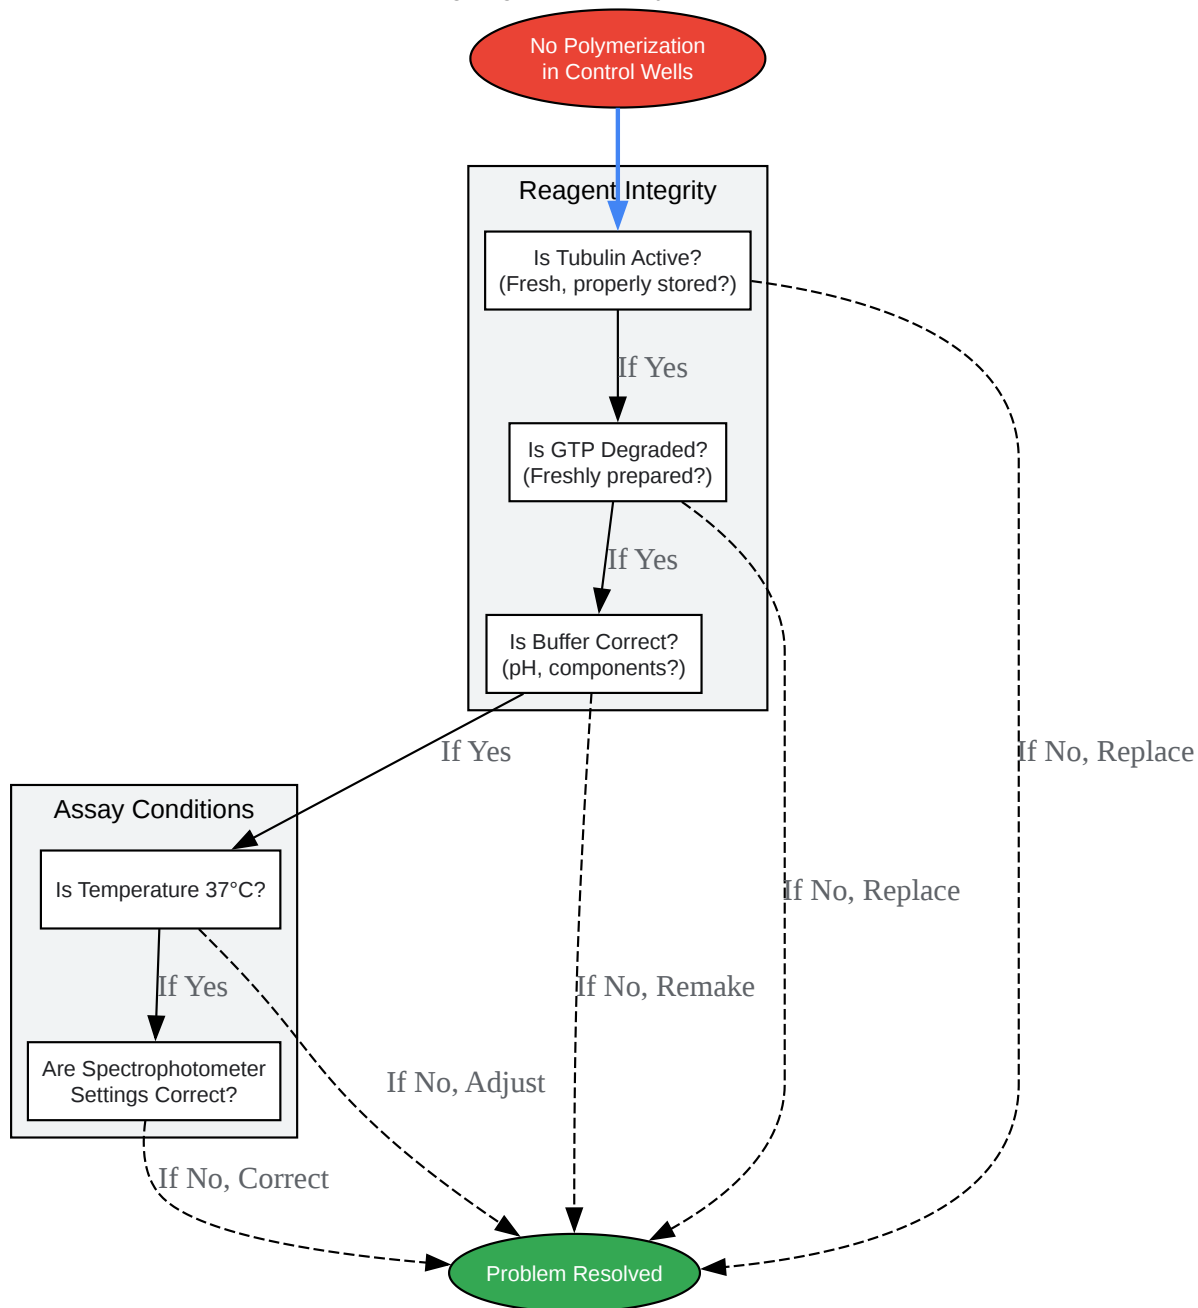 No Polymerization
in Control Wells
Reagent Integrity
Is Tubulin Active?
(Fresh, properly stored?)
If Yes
Is GTP Degraded?
(Freshly prepared?)
If Yes
Is Buffer Correct?
(pH, components?)
If Yes
If No, Replace
Assay Conditions
Is Temperature 37°C?
If No, Replace
If Yes
If No, Remake
Are Spectrophotometer
Settings Correct?
If No, Adjust
If No, Correct
Problem Resolved